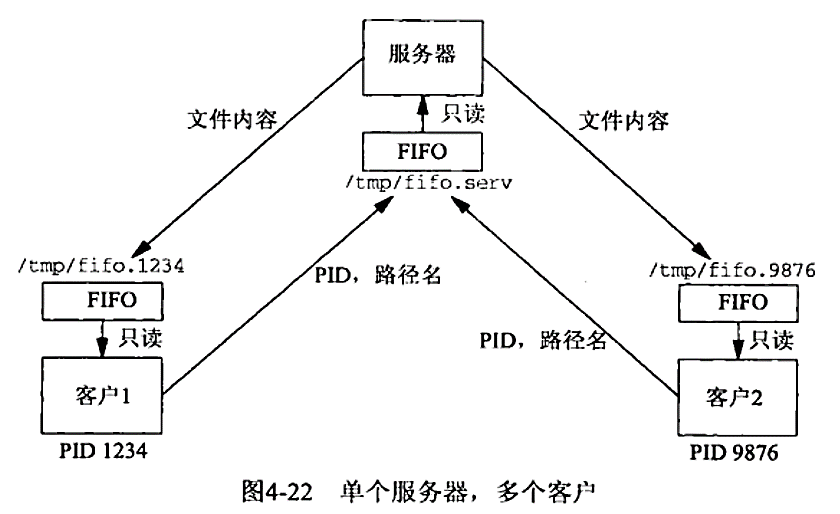 服务器
只读
文件内容
文件内容
FIFO
/tmp/fifo.serv
/tmp/fifo.1234
/tmp/fifo.9876
PID，路径名
FIFO
FIFO
PID，路径名
只读
只读
客户1
客户2
PID 1234
PID 9876
图4-22 单个服务器，多个客户